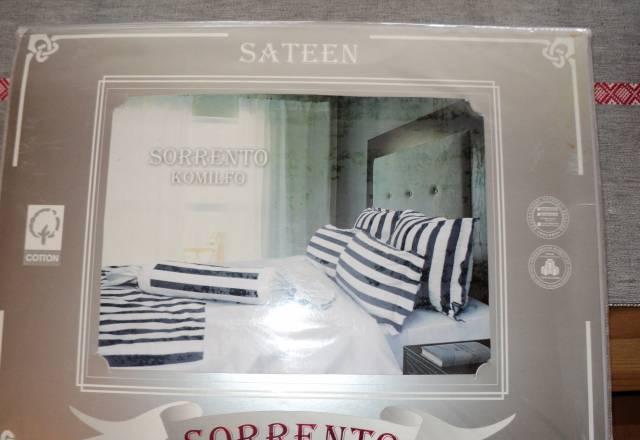 SATEEN
SORRENTO
KOMILFO
COTTON
SORRENTO